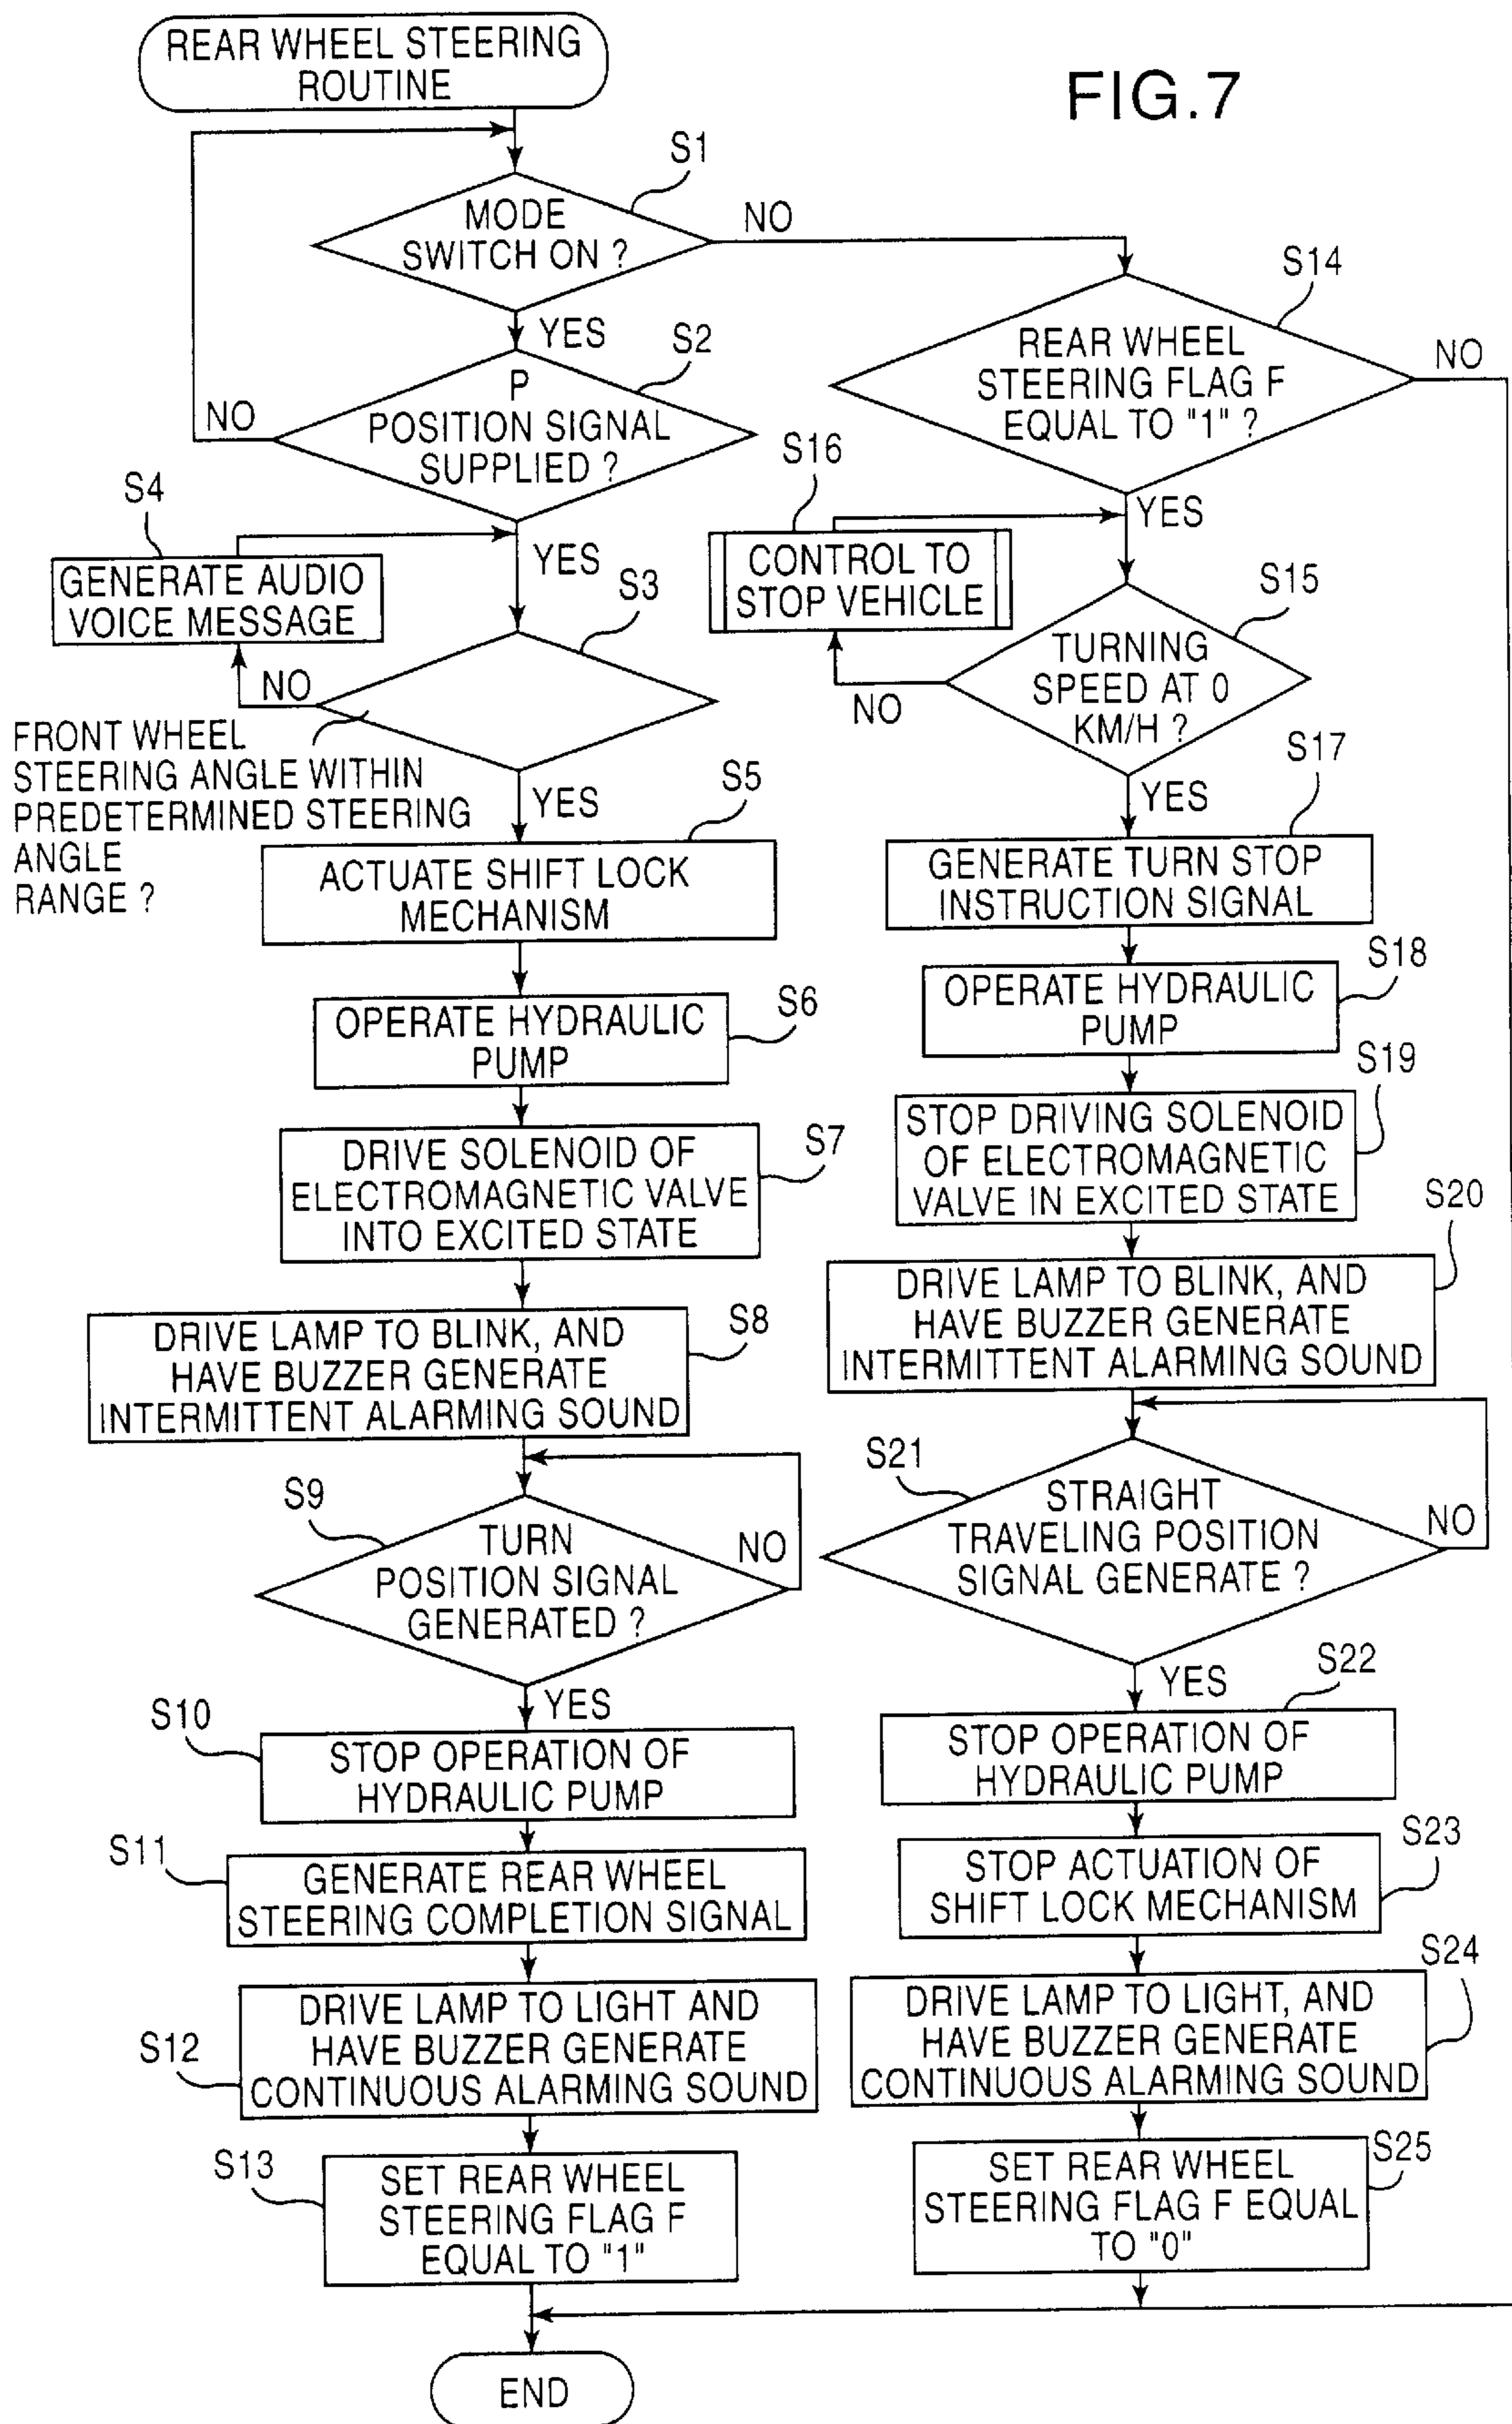 REAR WHEEL STEERING
ROUTINE
FIG.7
S1
MODE
SWITCH ON ?
NO
YES
S2
P
POSITION SIGNAL
SUPPLIED ?
NO
YES
S4
GENERATE AUDIO
VOICE MESSAGE
S3
NO
FRONT WHEEL
STEERING ANGLE WITHIN
PREDETERMINED STEERING
ANGLE
RANGE ?
YES
S5
ACTUATE SHIFT LOCK
MECHANISM
S6
OPERATE HYDRAULIC
PUMP
S7
DRIVE SOLENOID OF
ELECTROMAGNETIC VALVE
INTO EXCITED STATE
S8
DRIVE LAMP TO BLINK, AND
HAVE BUZZER GENERATE
INTERMITTENT ALARMING SOUND
S9
TURN
POSITION SIGNAL
GENERATED ?
NO
YES
S10
STOP OPERATION OF
HYDRAULIC PUMP
S11
GENERATE REAR WHEEL
STEERING COMPLETION SIGNAL
S12
DRIVE LAMP TO LIGHT AND
HAVE BUZZER GENERATE
CONTINUOUS ALARMING SOUND
S13
SET REAR WHEEL
STEERING FLAG F
EQUAL TO "1"
END
S14
REAR WHEEL
STEERING FLAG F
EQUAL TO "1" ?
NO
YES
S16
CONTROL TO
STOP VEHICLE
S15
TURNING
SPEED AT 0
KM/H ?
NO
YES
S17
GENERATE TURN STOP
INSTRUCTION SIGNAL
S18
OPERATE HYDRAULIC
PUMP
S19
STOP DRIVING SOLENOID
OF ELECTROMAGNETIC
VALVE IN EXCITED STATE
S20
DRIVE LAMP TO BLINK, AND
HAVE BUZZER GENERATE
INTERMITTENT ALARMING SOUND
S21
STRAIGHT
TRAVELING POSITION
SIGNAL GENERATE ?
NO
YES
S22
STOP OPERATION OF
HYDRAULIC PUMP
S23
STOP ACTUATION OF
SHIFT LOCK MECHANISM
S24
DRIVE LAMP TO LIGHT, AND
HAVE BUZZER GENERATE
CONTINUOUS ALARMING SOUND
S25
SET REAR WHEEL
STEERING FLAG F EQUAL
TO "0"